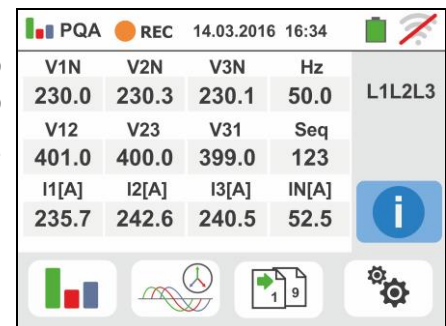 PQA REC 14.03.2016 16:34
V1N V2N V3N Hz
230.0 230.3 230.1 50.0 L1L2L3
V12 V23 V31 Seq
401.0 400.0 399.0 123
I1[A] I2[A] I3[A] IN[A]
235.7 242.6 240.5 52.5
i
1 9